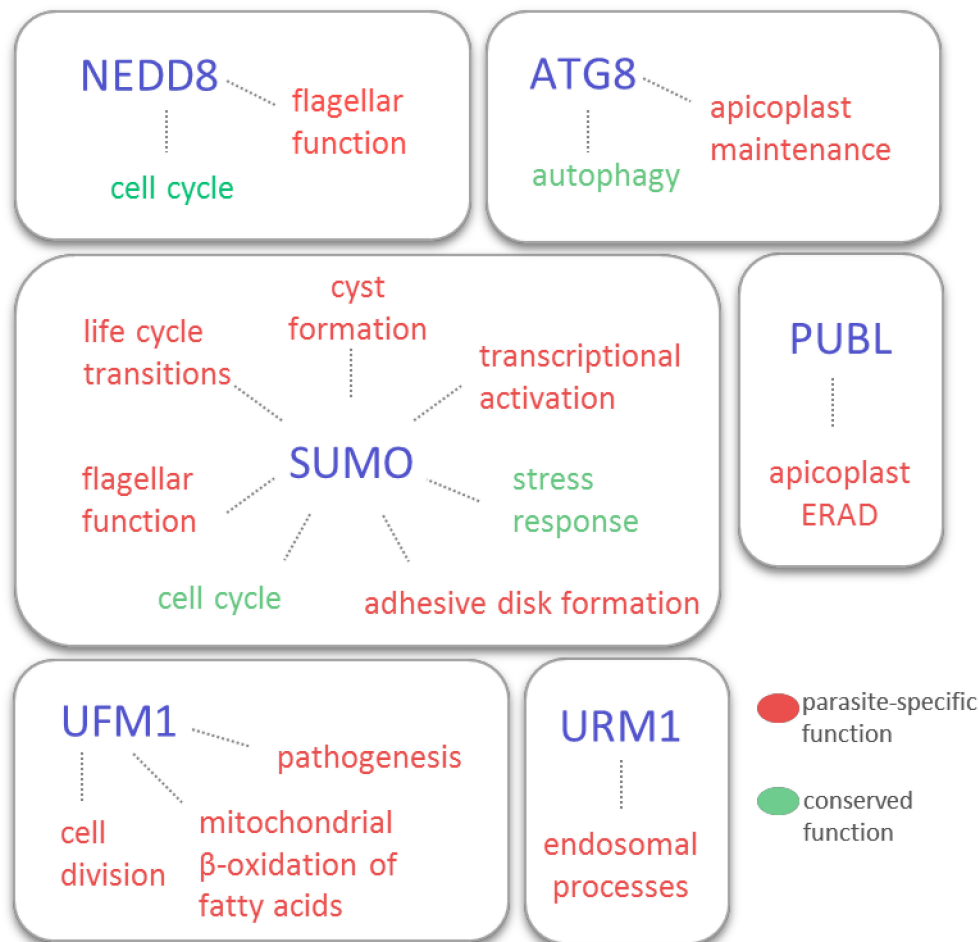 NEDD8
flagellar
function
cell cycle
ATG8
apicoplast
maintenance
autophagy
cyst
formation
life cycle
transitions
transcriptional
activation
SUMO
flagellar
function
stress
response
cell cycle
adhesive disk formation
PUBL
apicoplast
ERAD
UFM1
pathogenesis
cell
division
mitochondrial
β-oxidation of
fatty acids
URM1
endosomal
processes
parasite-specific
function
conserved
function